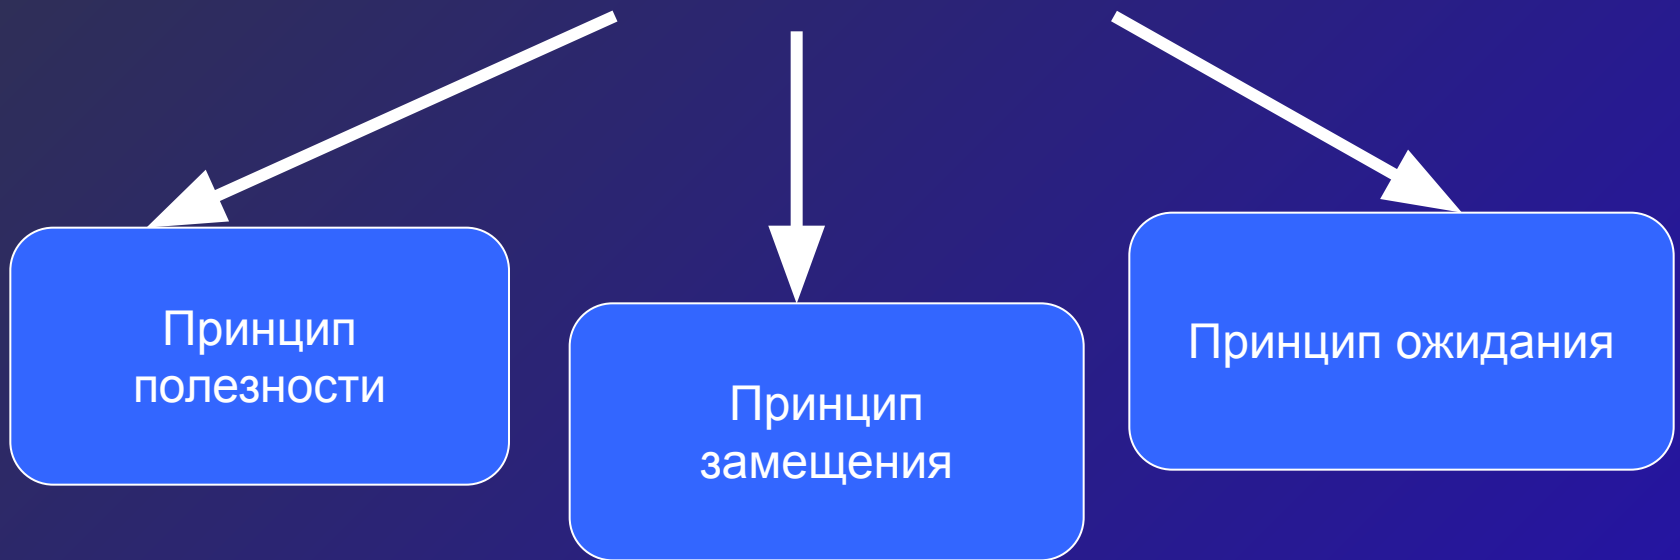 Принцип
полезности
Принцип
замещения
Принцип ожидания